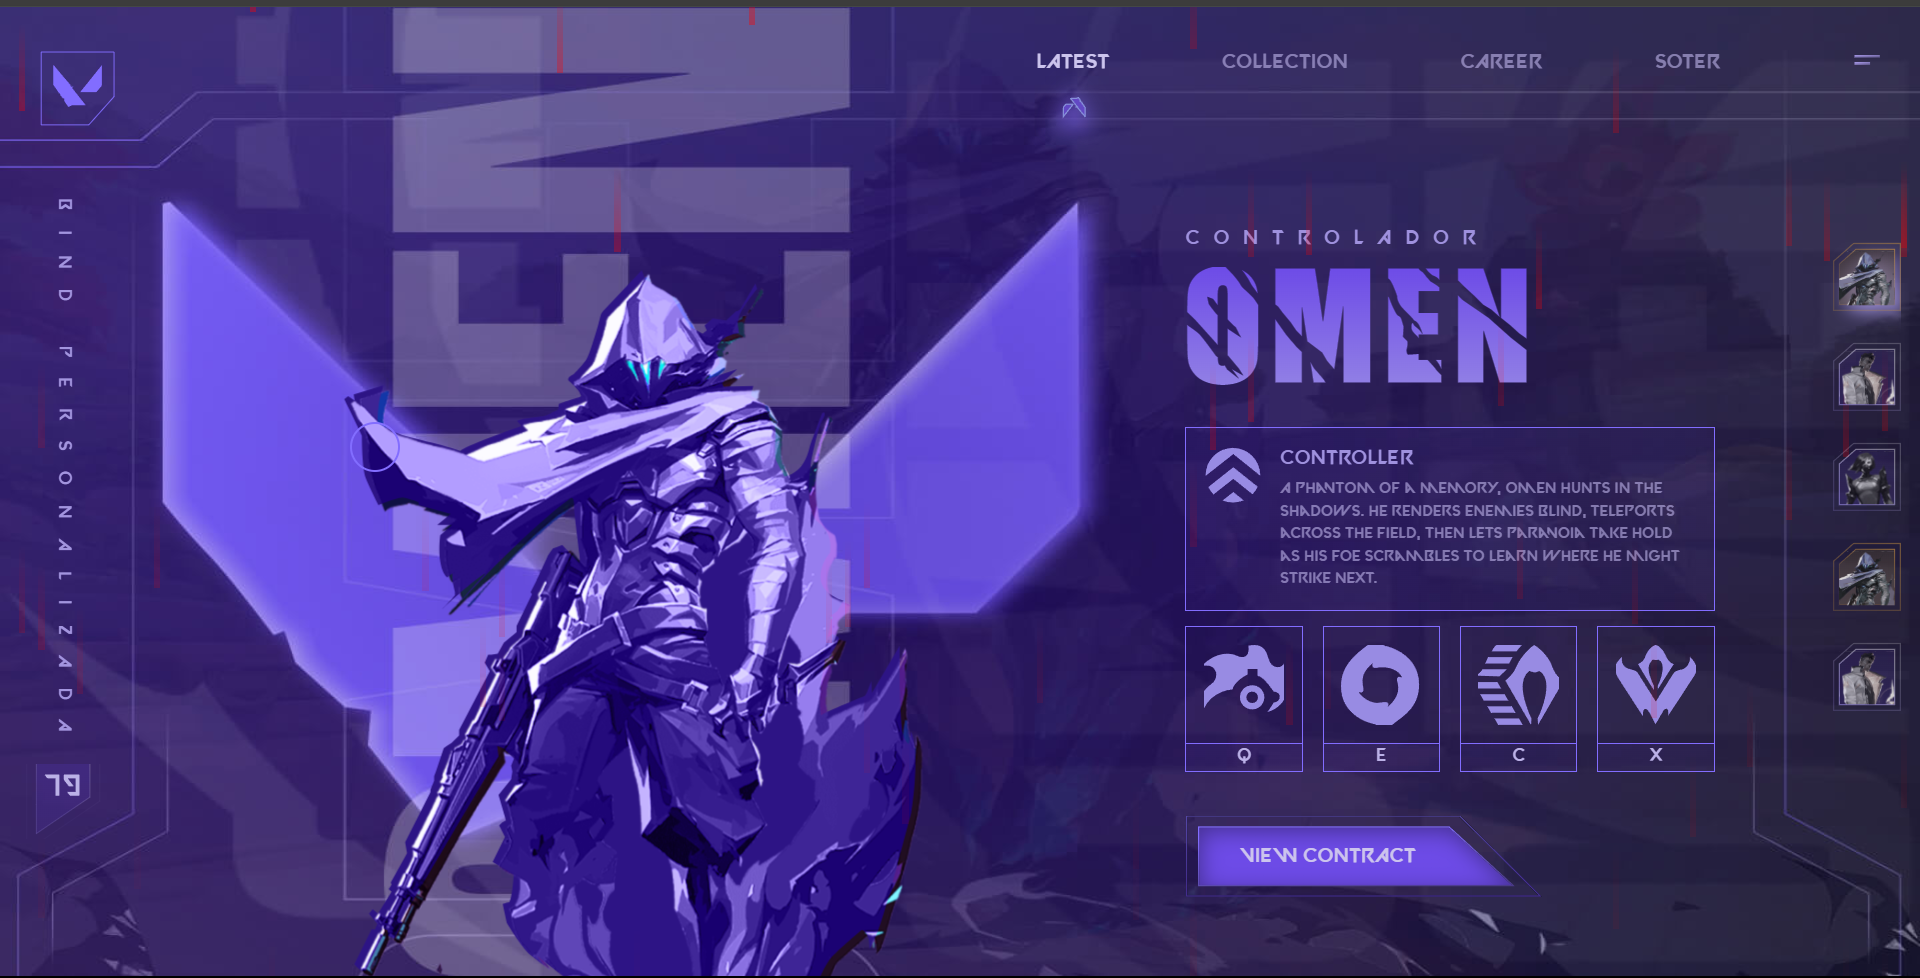 LATEST
COLLECTION
CAREER
SOTER
BIND PERSONALIZADA
79
CONTROLADOR
OMEN
CONTROLLER
A PHANTOM OF A MEMORY, OMEN HUNTS IN THE
SHADOWS. HE RENDERS ENEMIES BLIND, TELEPORTS
ACROSS THE FIELD, THEN LETS PARANOIA TAKE HOLD
AS HIS FOE SCRAMBLES TO LEARN WHERE HE MIGHT
STRIKE NEXT.
Q
E
C
X
VIEW CONTRACT